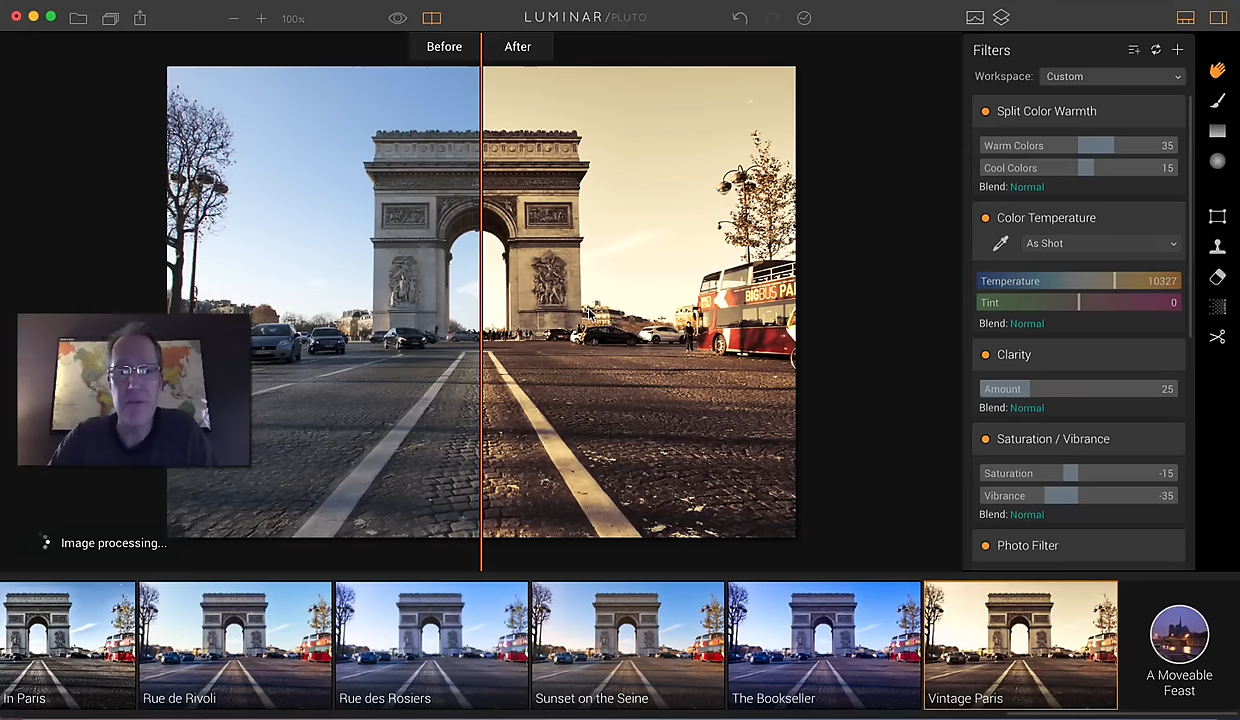 100%
LUMINAR/PLUTO
Before
After
Filters
Workspace: Custom
Split Color Warmth
Warm Colors 35
Cool Colors 15
Blend: Normal
Color Temperature
As Shot
Temperature 10327
Tint 0
Blend: Normal
Clarity
Amount 25
Blend: Normal
Saturation / Vibrance
Saturation -15
Vibrance -35
Blend: Normal
Photo Filter
BIGBUS PA
Image processing...
In Paris
Rue de Rivoli
Rue des Rosiers
Sunset on the Seine
The Bookseller
Vintage Paris
A Moveable
Feast